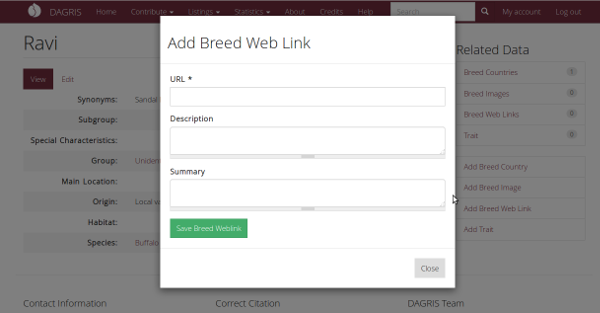 DAGRIS Home Contribute Listings Statistics About Credits Help Search My account Log out
Ravi
View Edit
Synonyms: Sandal
Subgroup:
Special Characteristics:
Group: Unident
Main Location:
Origin: Local w
Habitat:
Species: Buffalo
Add Breed Web Link
URL *
Description
Summary
Save Breed Weblink
Close
Related Data
Breed Countries 1
Breed Images 0
Breed Web Links 0
Trait 0
Add Breed Country
Add Breed Image
Add Breed Web Link
Add Trait
Contact Information Correct Citation DAGRIS Team